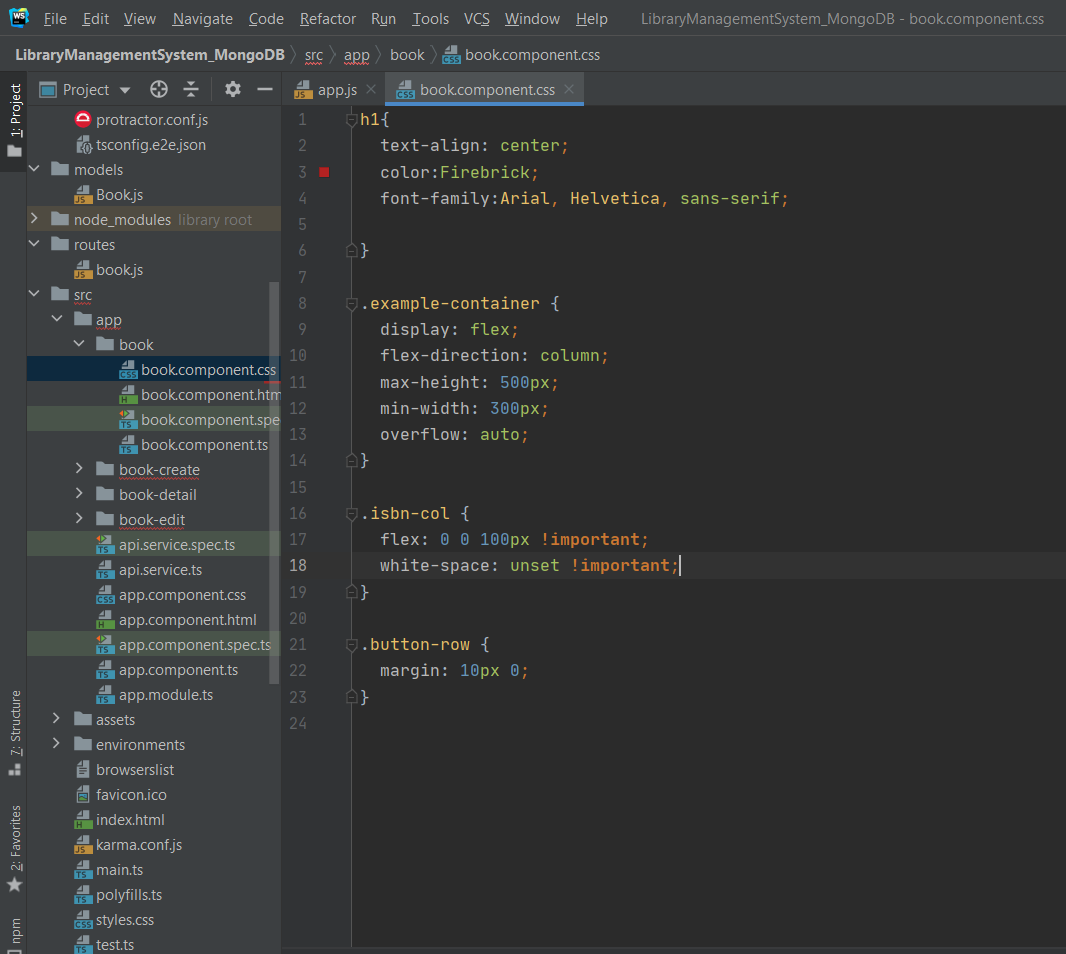 WS File Edit View Navigate Code Refactor Run Tools VCS Window Help LibraryManagementSystem_MongoDB - book.component.css
LibraryManagementSystem_MongoDB src app book book.component.css
1: Project
7: Structure
2: Favorites
npm
Project
protractor.conf.js
tsconfig.e2e.json
models
Book.js
node_modules library root
routes
book.js
src
app
book
book.component.css
book.component.htm
book.component.spe
book.component.ts
book-create
book-detail
book-edit
api.service.spec.ts
api.service.ts
app.component.css
app.component.html
app.component.spec.ts
app.component.ts
app.module.ts
assets
environments
browserslist
favicon.ico
index.html
karma.conf.js
main.ts
polyfills.ts
styles.css
test.ts
app.js book.component.css
1 h1{
2 text-align: center;
3 color:Firebrick;
4 font-family:Arial, Helvetica, sans-serif;
5
6 }
7
8 .example-container {
9 display: flex;
10 flex-direction: column;
11 max-height: 500px;
12 min-width: 300px;
13 overflow: auto;
14 }
15
16 .isbn-col {
17 flex: 0 0 100px !important;
18 white-space: unset !important;
19 }
20
21 .button-row {
22 margin: 10px 0;
23 }
24